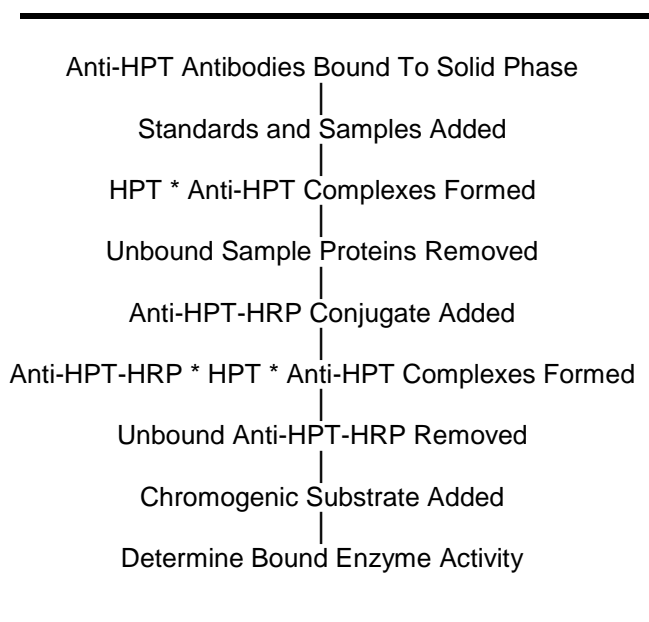 Anti-HPT Antibodies Bound To Solid Phase
Standards and Samples Added
HPT * Anti-HPT Complexes Formed
Unbound Sample Proteins Removed
Anti-HPT-HRP Conjugate Added
Anti-HPT-HRP * HPT * Anti-HPT Complexes Formed
Unbound Anti-HPT-HRP Removed
Chromogenic Substrate Added
Determine Bound Enzyme Activity